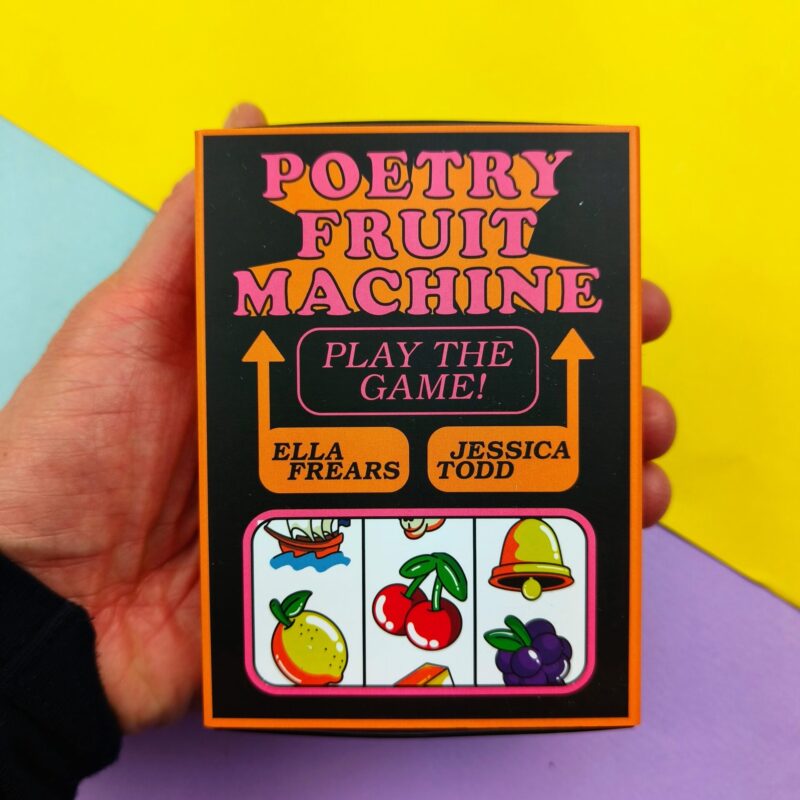 POETRY
FRUIT
MACHINE
PLAY THE
GAME!
ELLA
FREARS
JESSICA
TODD